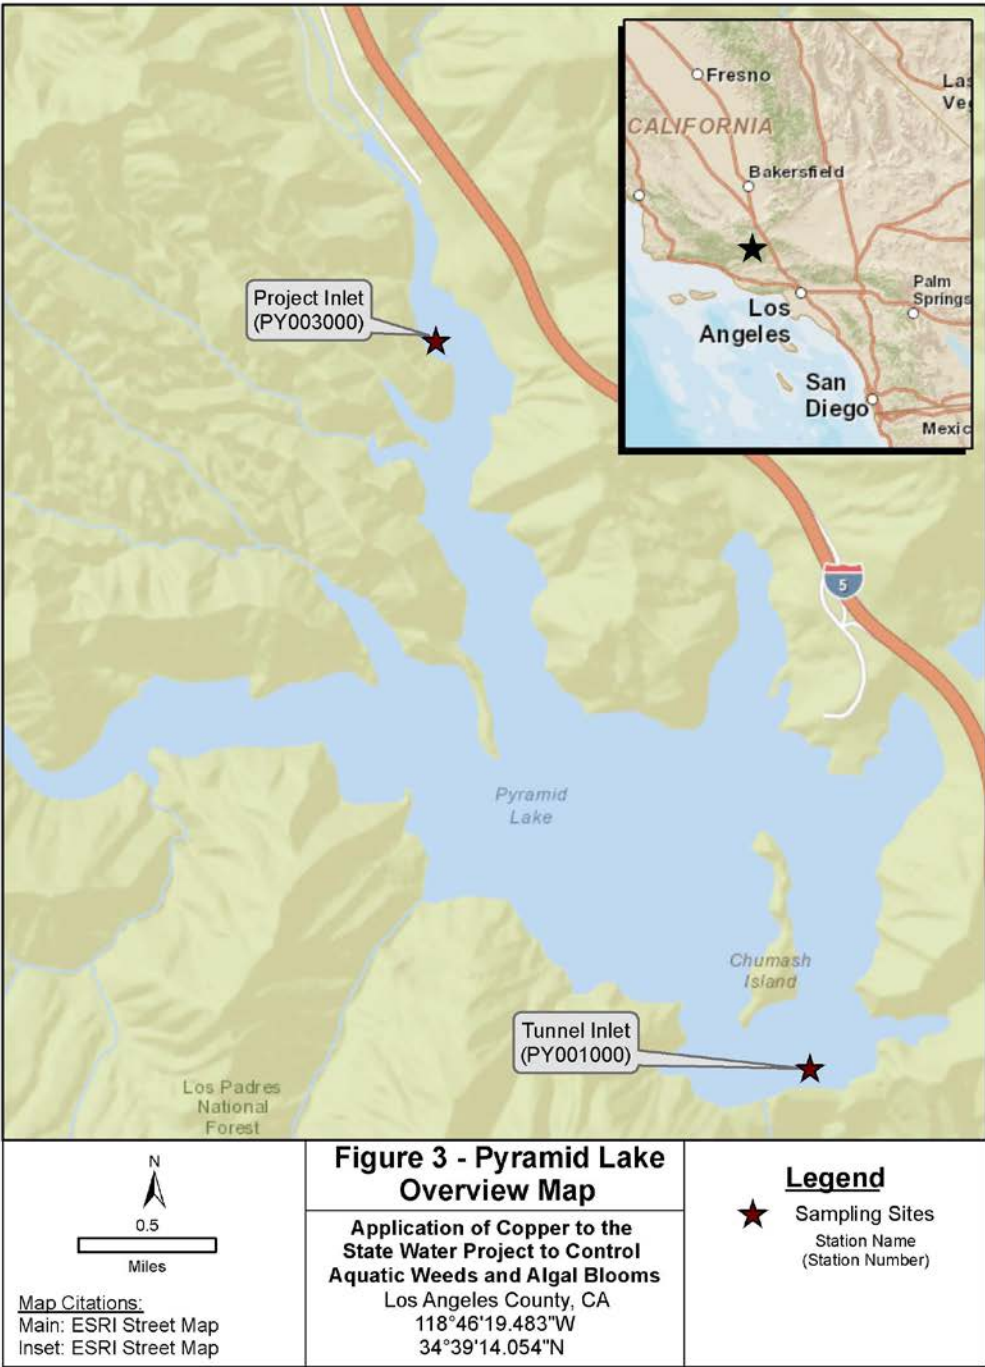 Fresno
Las
CALIFORNIA
Bakersfield
Palm
Springs
Los
Angeles
San
Diego
Project Inlet
(PY003000)
5
Pyramid
Lake
Chumash
Island
Tunnel Inlet
(PY001000)
Los Padres
National
Forest
N
0.5
Miles
Map Citations:
Main: ESRI Street Map
Inset: ESRI Street Map
Figure 3 - Pyramid Lake
Overview Map
Application of Copper to the
State Water Project to Control
Aquatic Weeds and Algal Blooms
Los Angeles County, CA
118°46'19.483"W
34°39'14.054"N
Legend
Sampling Sites
Station Name
(Station Number)